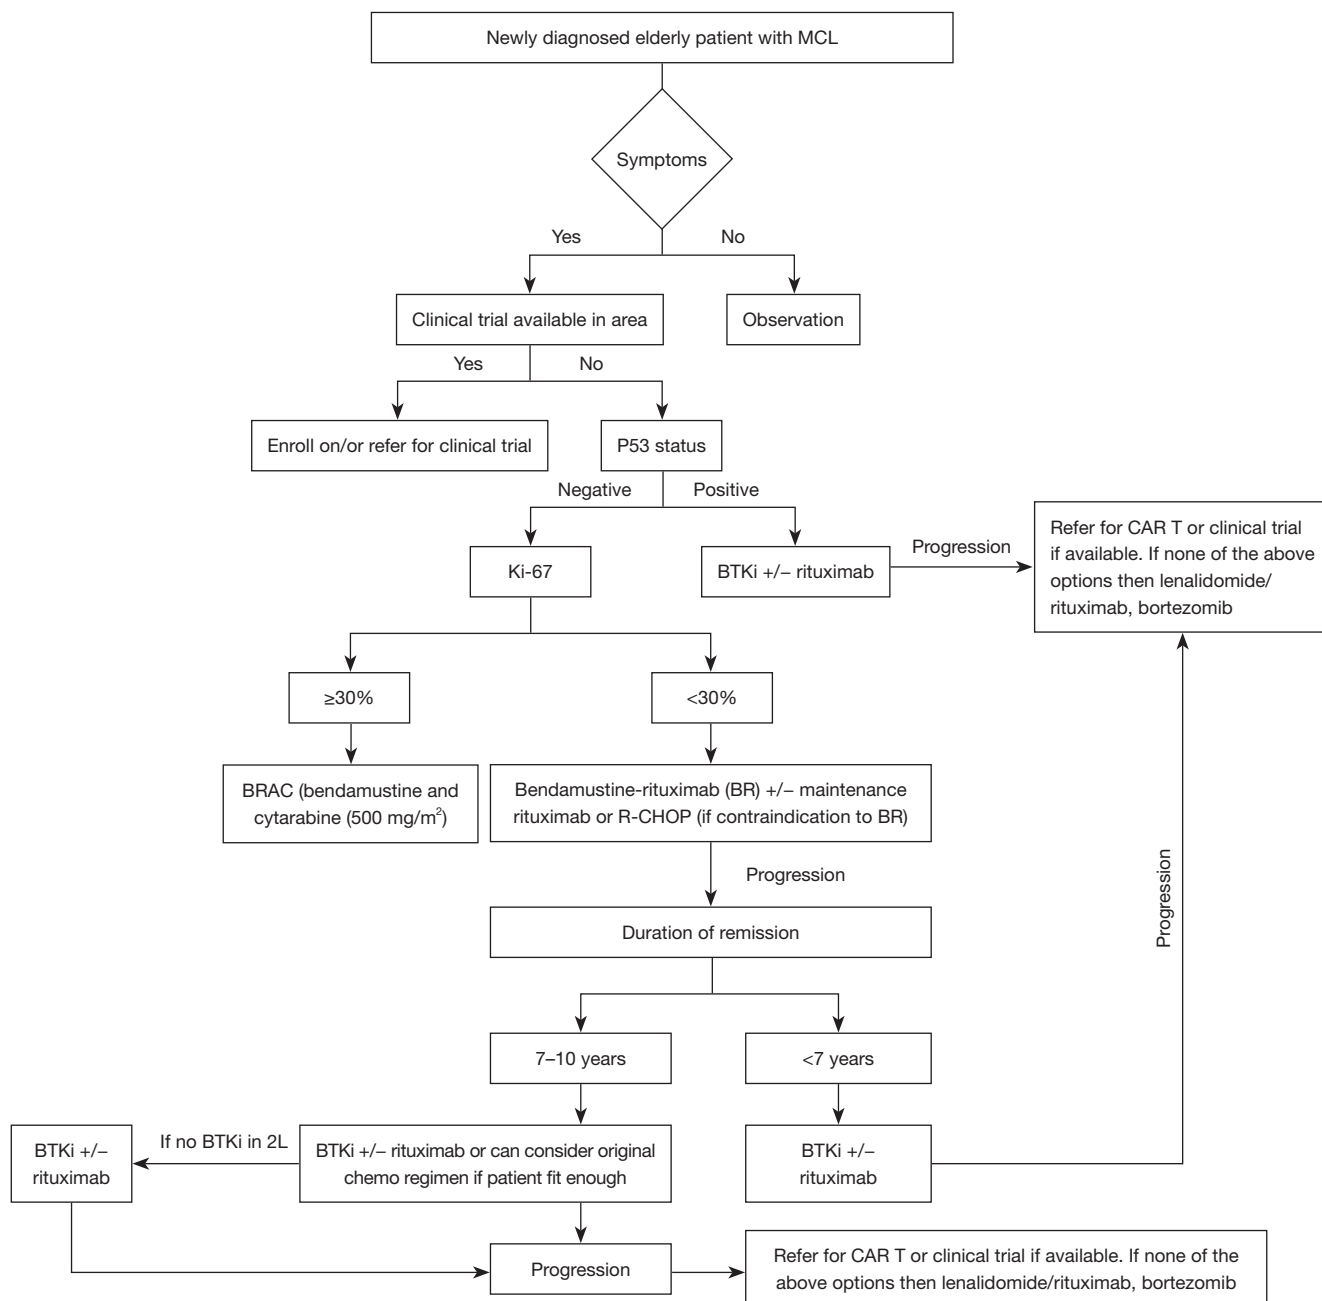 Newly diagnosed elderly patient with MCL
Symptoms
Yes
No
Clinical trial available in area
Observation
Yes
No
Enroll on/or refer for clinical trial
P53 status
Negative
Positive
Ki-67
BTKi +/− rituximab
Progression
Refer for CAR T or clinical trial
if available. If none of the above
options then lenalidomide/
rituximab, bortezomib
≥30%
<30%
BRAC (bendamustine and
cytarabine (500 mg/m²)
Bendamustine-rituximab (BR) +/− maintenance
rituximab or R-CHOP (if contraindication to BR)
Progression
Progression
Duration of remission
7–10 years
<7 years
BTKi +/−
rituximab
If no BTKi in 2L
BTKi +/− rituximab or can consider original
chemo regimen if patient fit enough
BTKi +/−
rituximab
Progression
Refer for CAR T or clinical trial if available. If none of the
above options then lenalidomide/rituximab, bortezomib